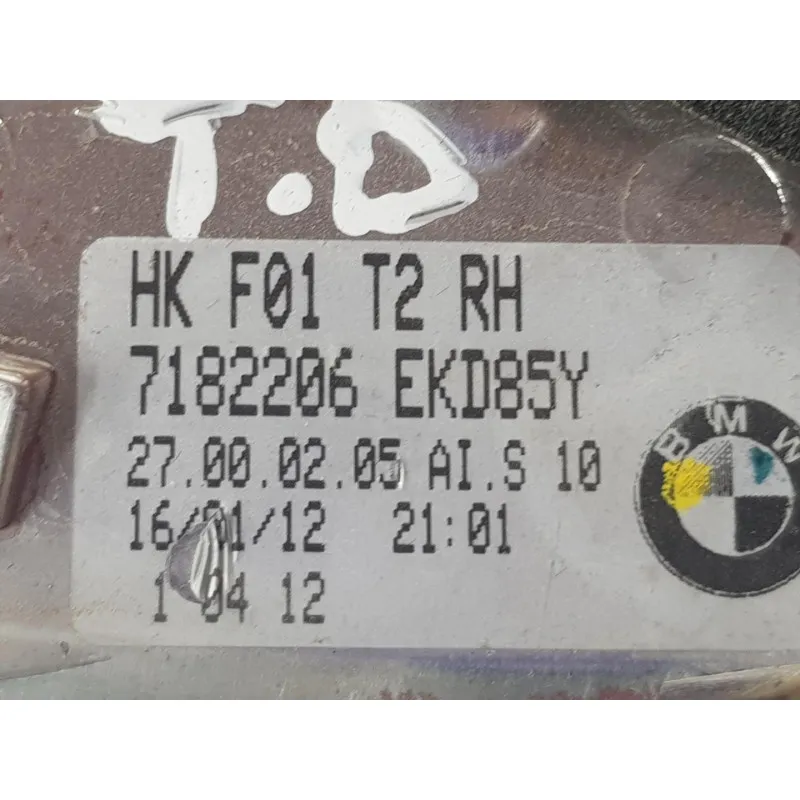 T.D
HK F01 T2 RH
7182206 EKD85Y
27.00.02.05 AI.S 10
16/01/12 21:01
1 04 12
BMW